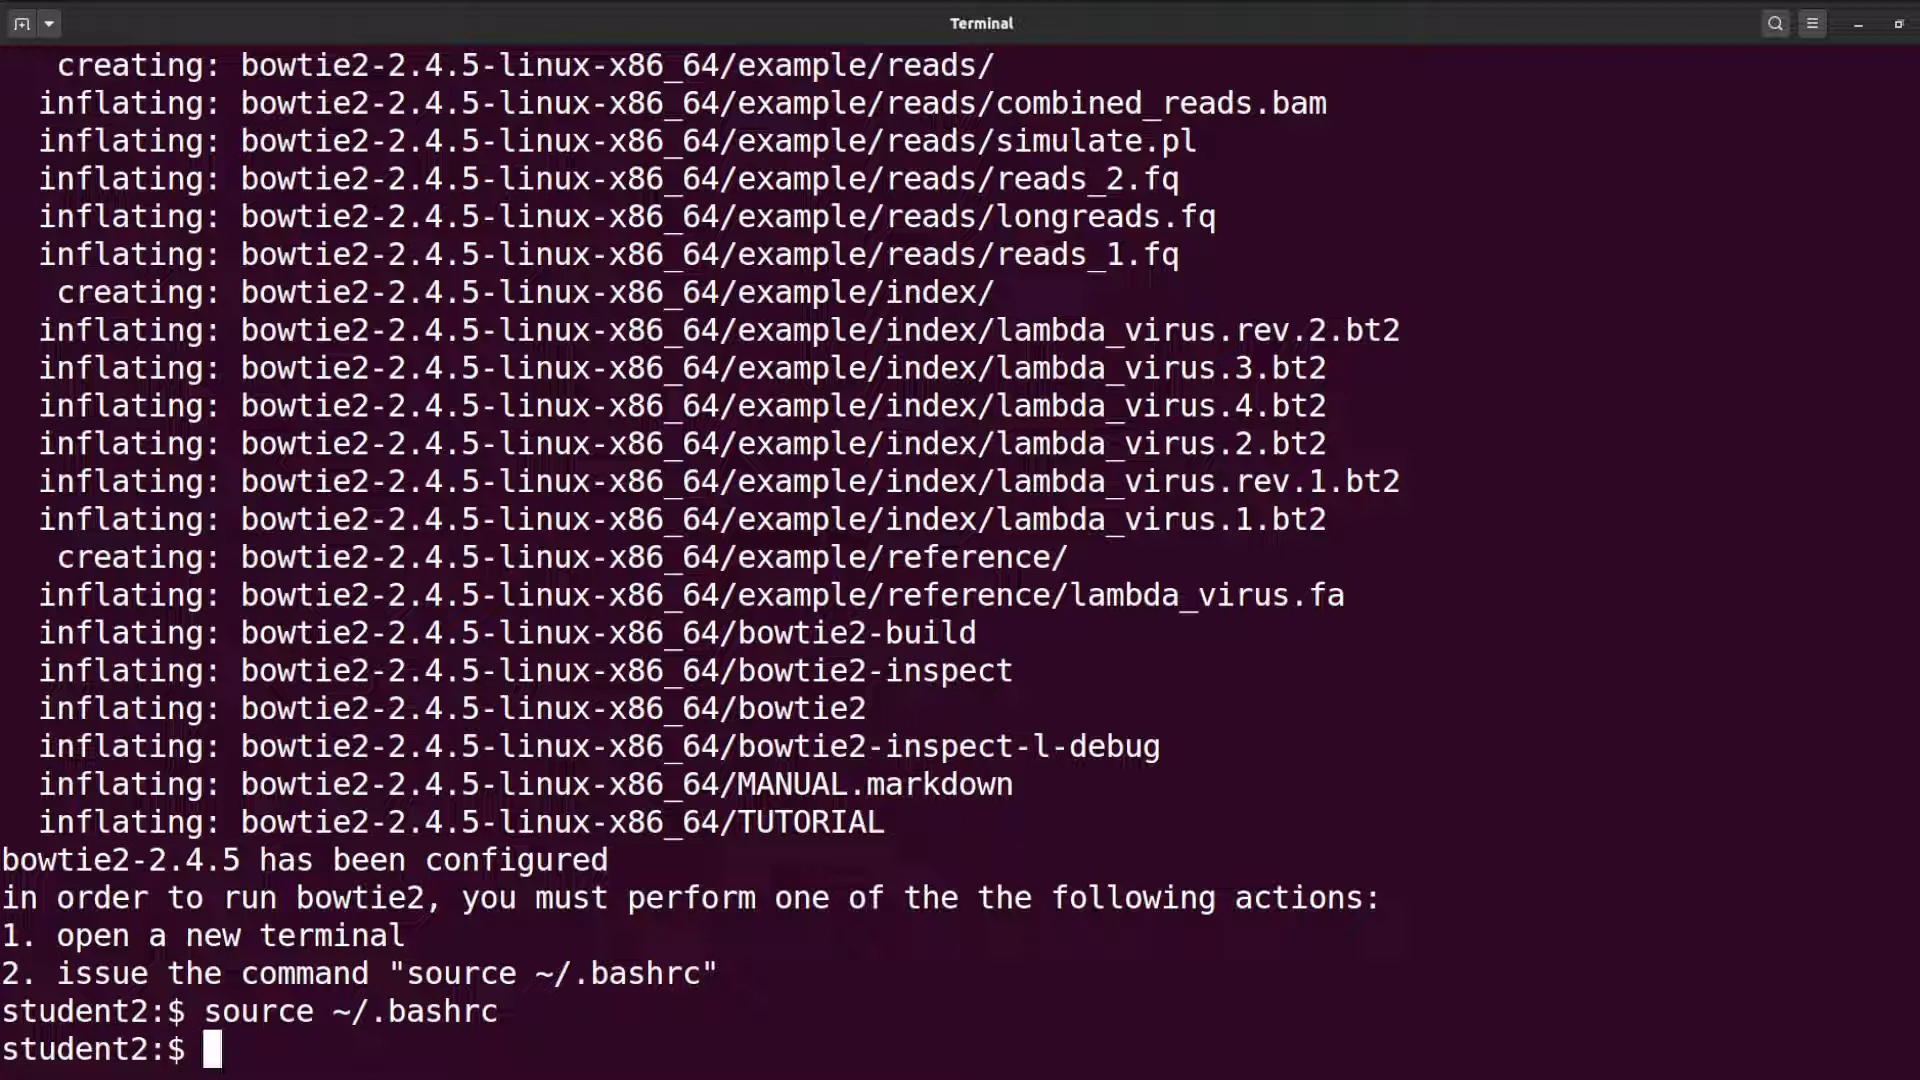 Terminal
creating: bowtie2-2.4.5-linux-x86_64/example/reads/
inflating: bowtie2-2.4.5-linux-x86_64/example/reads/combined_reads.bam
inflating: bowtie2-2.4.5-linux-x86_64/example/reads/simulate.pl
inflating: bowtie2-2.4.5-linux-x86_64/example/reads/reads_2.fq
inflating: bowtie2-2.4.5-linux-x86_64/example/reads/longreads.fq
inflating: bowtie2-2.4.5-linux-x86_64/example/reads/reads_1.fq
creating: bowtie2-2.4.5-linux-x86_64/example/index/
inflating: bowtie2-2.4.5-linux-x86_64/example/index/lambda_virus.rev.2.bt2
inflating: bowtie2-2.4.5-linux-x86_64/example/index/lambda_virus.3.bt2
inflating: bowtie2-2.4.5-linux-x86_64/example/index/lambda_virus.4.bt2
inflating: bowtie2-2.4.5-linux-x86_64/example/index/lambda_virus.2.bt2
inflating: bowtie2-2.4.5-linux-x86_64/example/index/lambda_virus.rev.1.bt2
inflating: bowtie2-2.4.5-linux-x86_64/example/index/lambda_virus.1.bt2
creating: bowtie2-2.4.5-linux-x86_64/example/reference/
inflating: bowtie2-2.4.5-linux-x86_64/example/reference/lambda_virus.fa
inflating: bowtie2-2.4.5-linux-x86_64/bowtie2-build
inflating: bowtie2-2.4.5-linux-x86_64/bowtie2-inspect
inflating: bowtie2-2.4.5-linux-x86_64/bowtie2
inflating: bowtie2-2.4.5-linux-x86_64/bowtie2-inspect-l-debug
inflating: bowtie2-2.4.5-linux-x86_64/MANUAL.markdown
inflating: bowtie2-2.4.5-linux-x86_64/TUTORIAL
bowtie2-2.4.5 has been configured
in order to run bowtie2, you must perform one of the the following actions:
1. open a new terminal
2. issue the command "source ~/.bashrc"
student2:$ source ~/.bashrc
student2:$